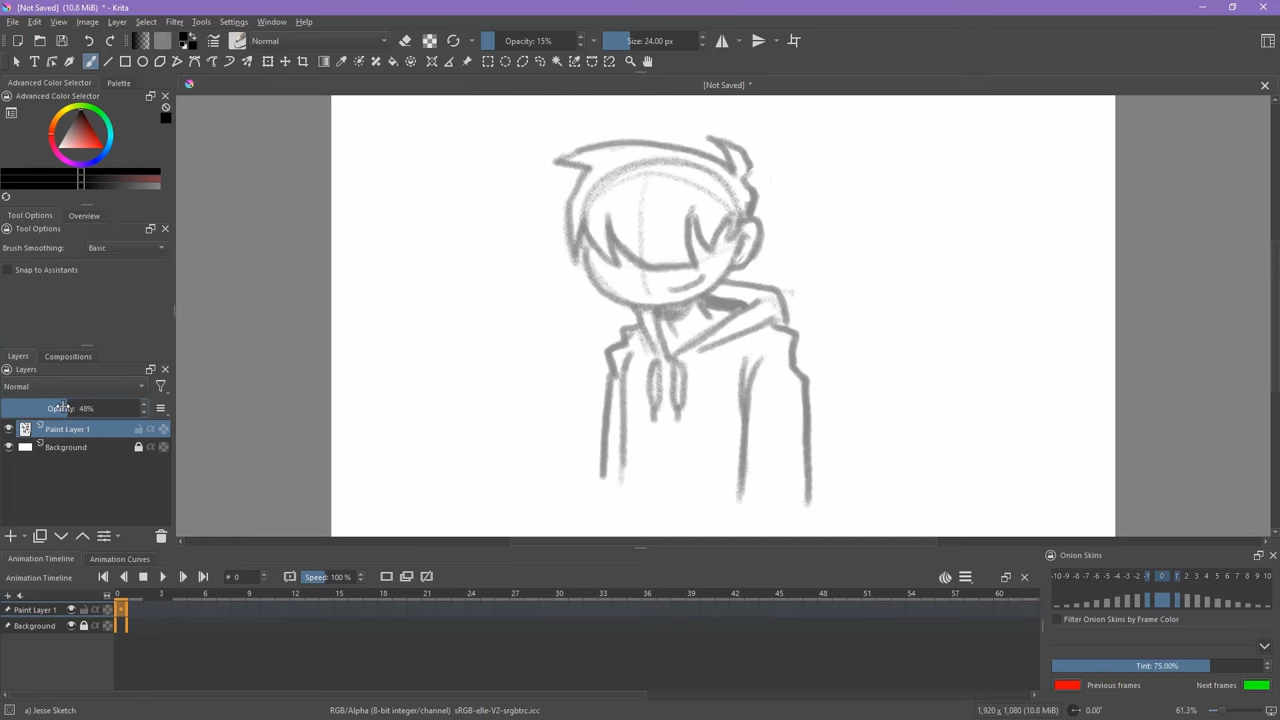 [Not Saved] (10.8 MiB) * - Krita
File Edit View Image Layer Select Filter Tools Settings Window Help
Normal Opacity: 15% Size: 24.00 px
Advanced Color Selector Palette
[Not Saved] *
Advanced Color Selector
Tool Options Overview
Tool Options
Brush Smoothing: Basic
Snap to Assistants
Layers Compositions
Layers
Normal
Opacity: 48%
Paint Layer 1
Background
Animation Timeline Animation Curves
Onion Skins
Animation Timeline # 0 Speed: 100 %
-10 -9 -8 -7 -6 -5 -4 -3 -2 -1 0 1 2 3 4 5 6 7 8 9 10
0 3 6 9 12 15 18 21 24 27 30 33 36 39 42 45 48 51 54 57 60
Paint Layer 1
Filter Onion Skins by Frame Color
Background
Tint: 75.00%
Previous frames Next frames
a) Jesse Sketch RGB/Alpha (8-bit integer/channel) sRGB-elle-V2-srgbtrc.icc 1,920 x 1,080 (10.8 MiB) 0.00° 61.3%